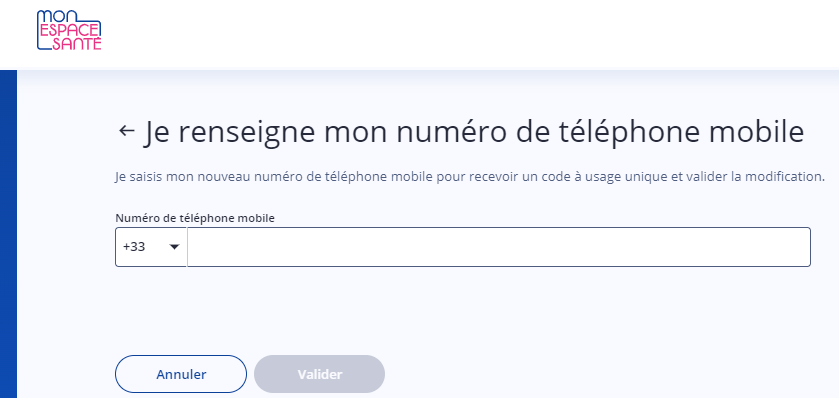 mon
ESPACE
SANTÉ
← Je renseigne mon numéro de téléphone mobile
Je saisis mon nouveau numéro de téléphone mobile pour recevoir un code à usage unique et valider la modification.
Numéro de téléphone mobile
+33
Annuler Valider